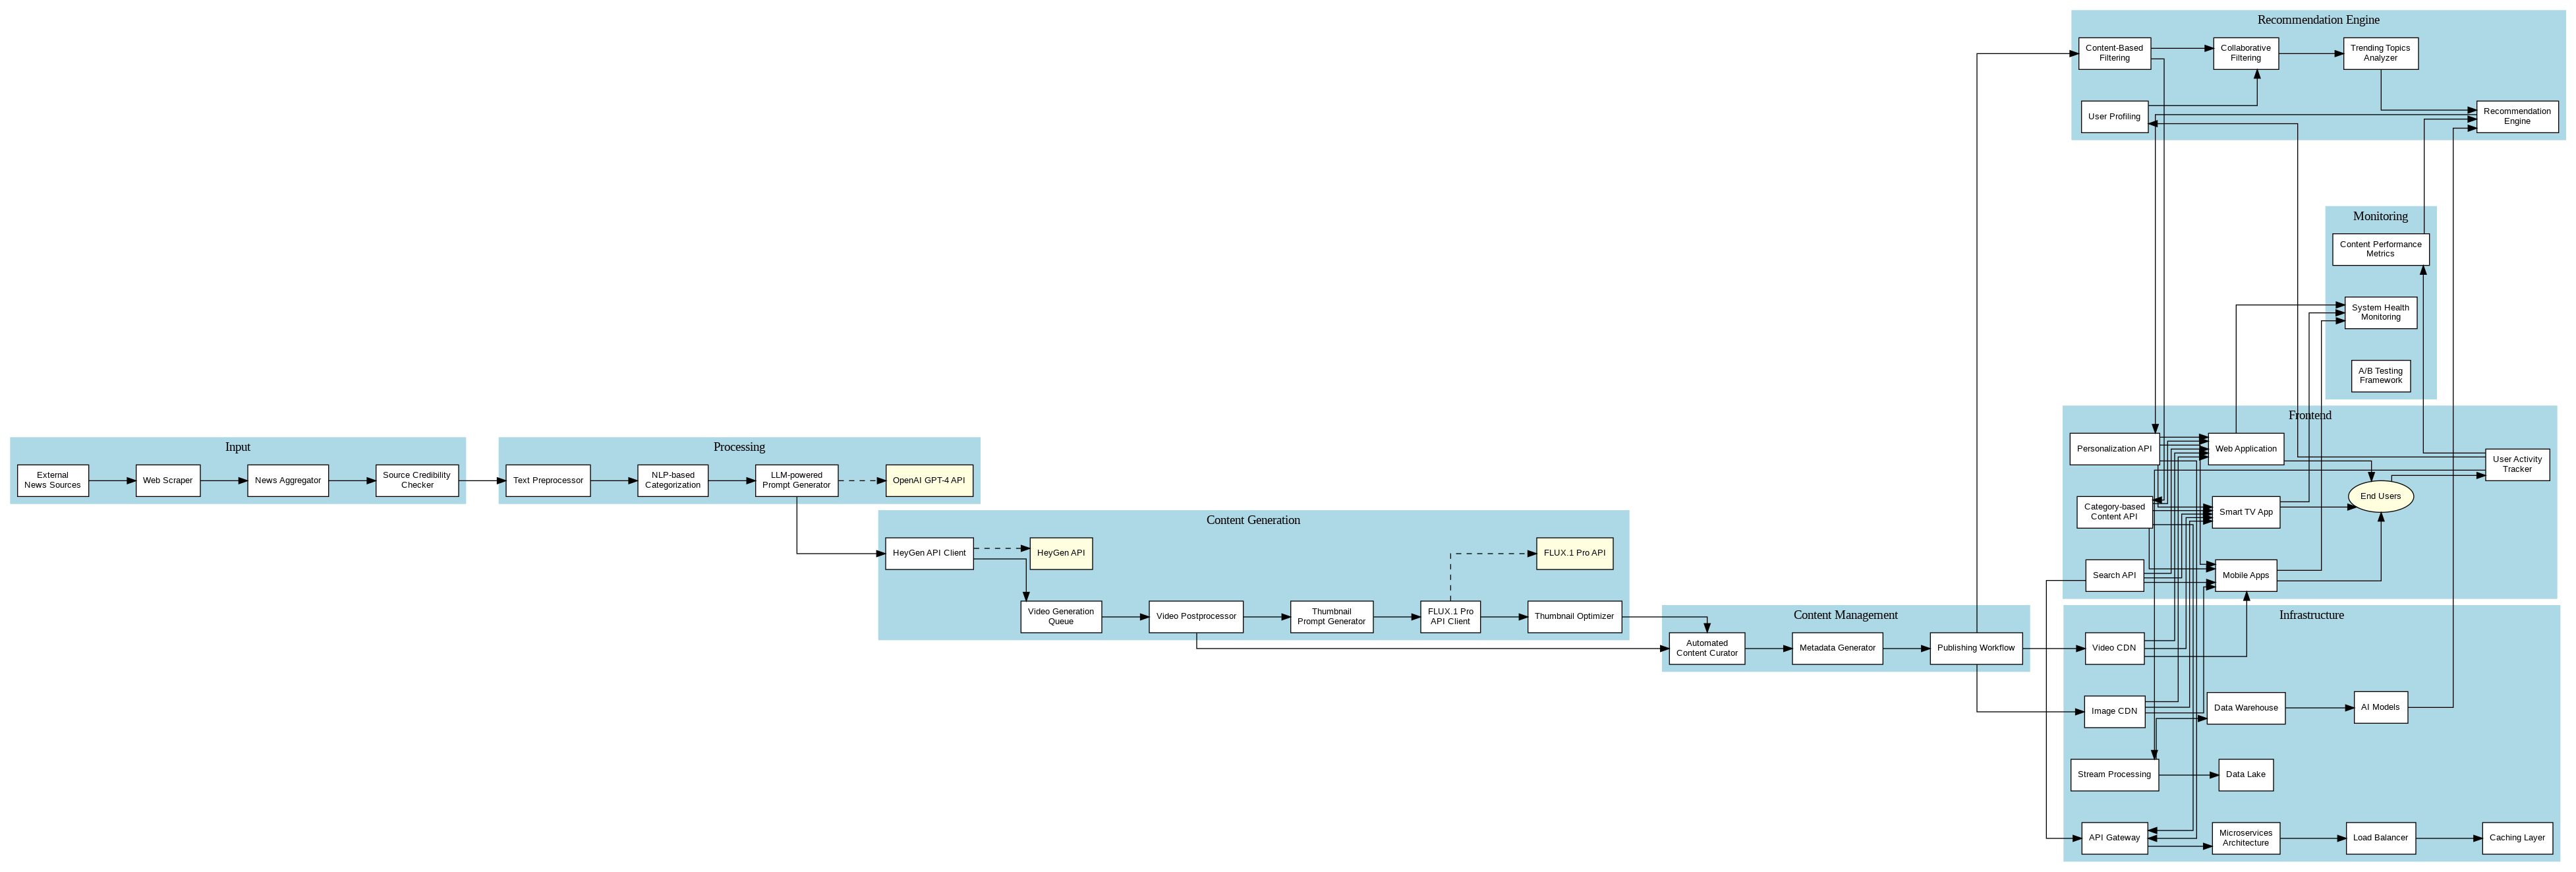 Recommendation Engine
Content-Based
Filtering
Collaborative
Filtering
Trending Topics
Analyzer
User Profiling
Recommendation
Engine
Monitoring
Content Performance
Metrics
System Health
Monitoring
A/B Testing
Framework
Input
External
News Sources
Web Scraper
News Aggregator
Source Credibility
Checker
Processing
Text Preprocessor
NLP-based
Categorization
LLM-powered
Prompt Generator
OpenAI GPT-4 API
Content Generation
HeyGen API Client
HeyGen API
FLUX.1 Pro API
Video Generation
Queue
Video Postprocessor
Thumbnail
Prompt Generator
FLUX.1 Pro
API Client
Thumbnail Optimizer
Content Management
Automated
Content Curator
Metadata Generator
Publishing Workflow
Frontend
Personalization API
Web Application
User Activity
Tracker
Category-based
Content API
Smart TV App
End Users
Search API
Mobile Apps
Infrastructure
Video CDN
Image CDN
Data Warehouse
AI Models
Stream Processing
Data Lake
API Gateway
Microservices
Architecture
Load Balancer
Caching Layer